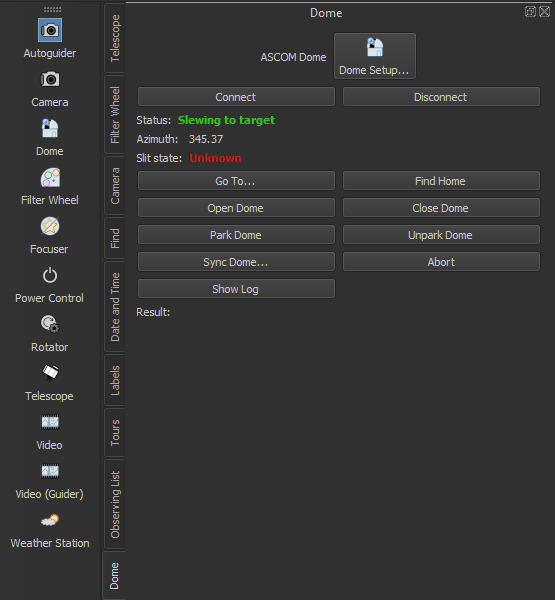 Dome
Autoguider
Camera
Dome
Filter Wheel
Focuser
Power Control
Rotator
Telescope
Video
Video (Guider)
Weather Station
Telescope
Filter Wheel
Camera
Find
Date and Time
Labels
Tours
Observing List
Dome
ASCOM Dome
Dome Setup...
Connect
Disconnect
Status: Slewing to target
Azimuth: 345.37
Slit state: Unknown
Go To...
Find Home
Open Dome
Close Dome
Park Dome
Unpark Dome
Sync Dome...
Abort
Show Log
Result: